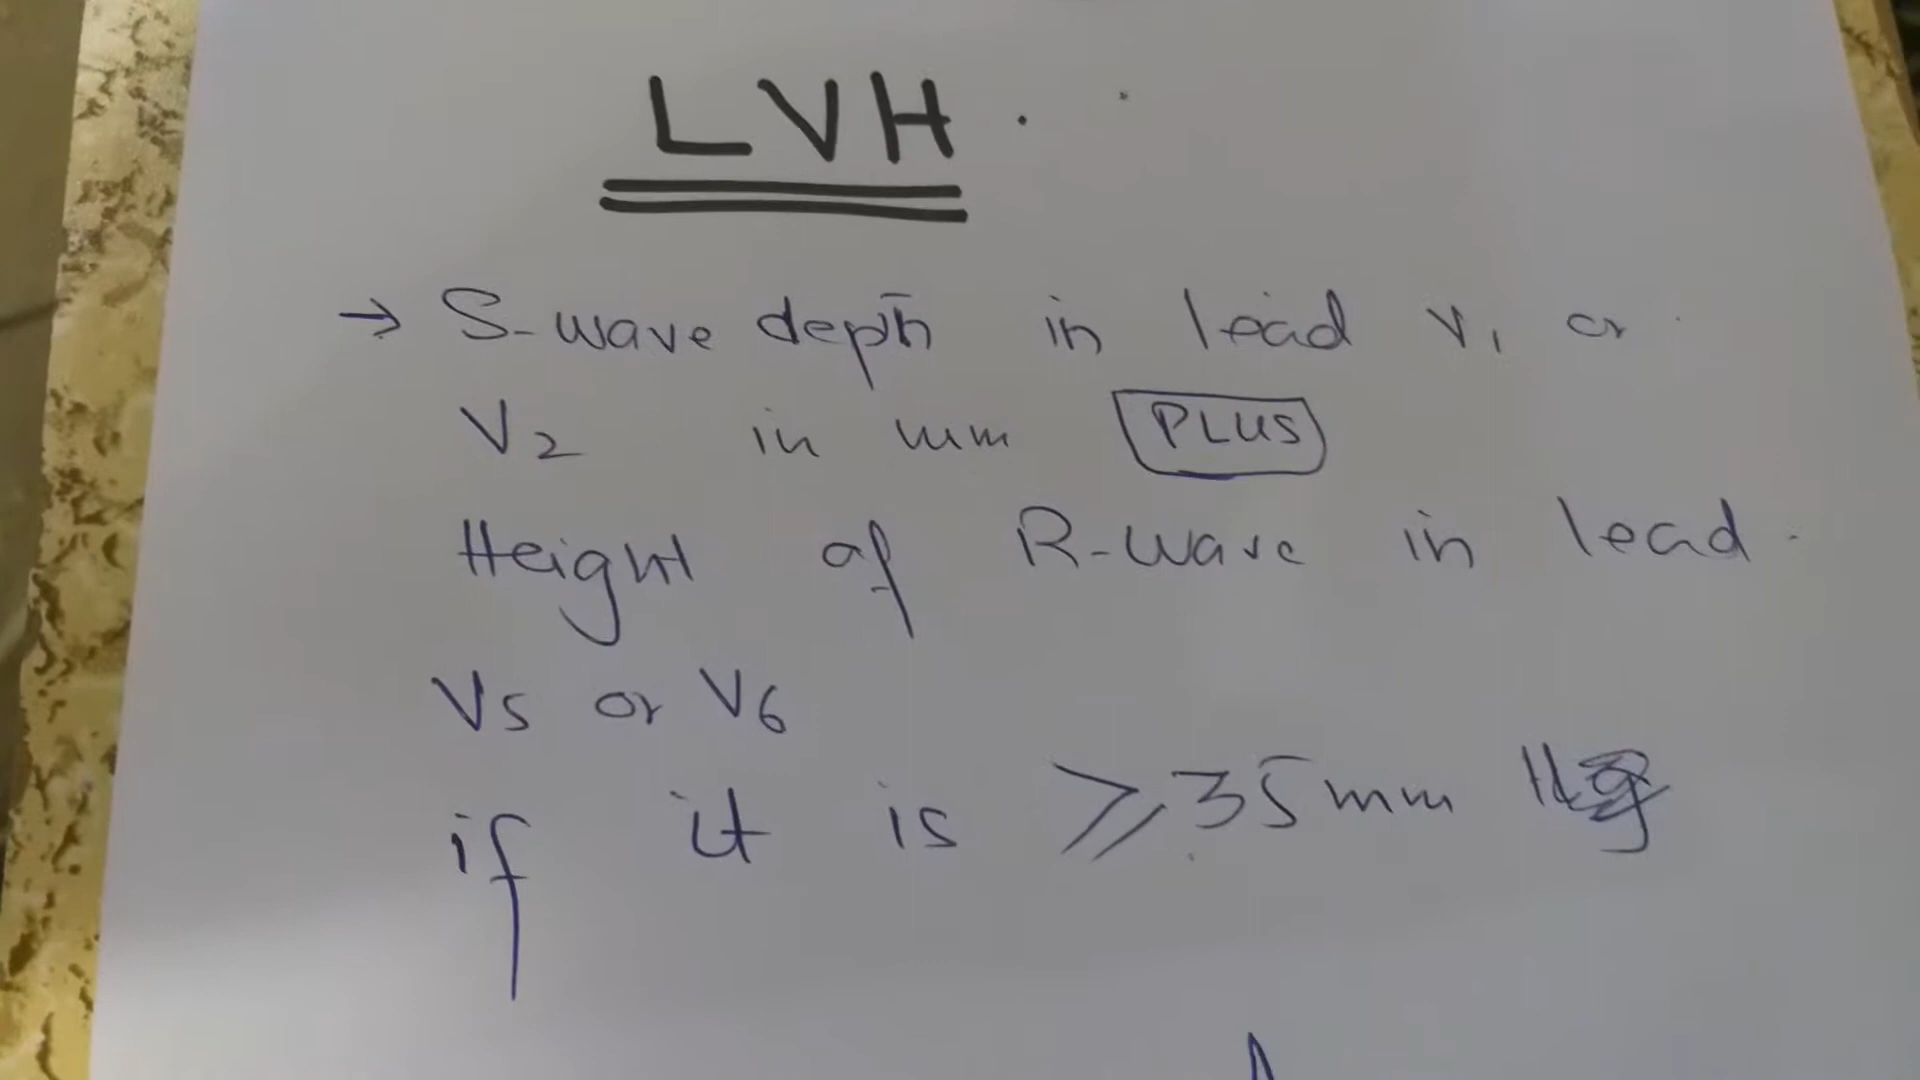 LVH.
→ S-wave depth in lead V1 or
V2 in mm PLUS
Height of R-wave in lead
V5 or V6
if it is ≥ 35mm